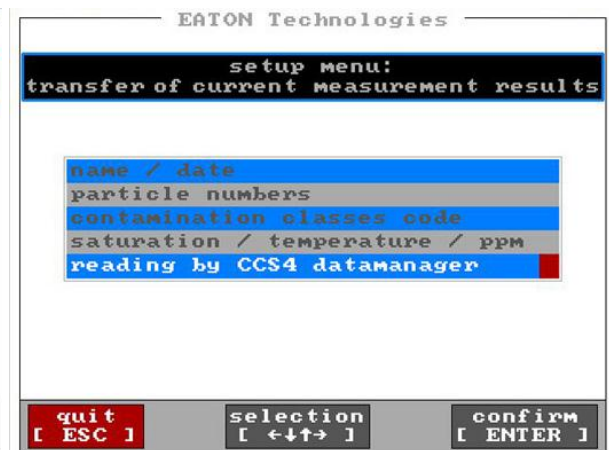 EATON Technologies
setup menu:
transfer of current measurement results
name / date
particle numbers
contamination classes code
saturation / temperature / ppm
reading by CCS4 datamanager
quit
[ ESC ]
selection
[ ←↓↑→ ]
confirm
[ ENTER ]